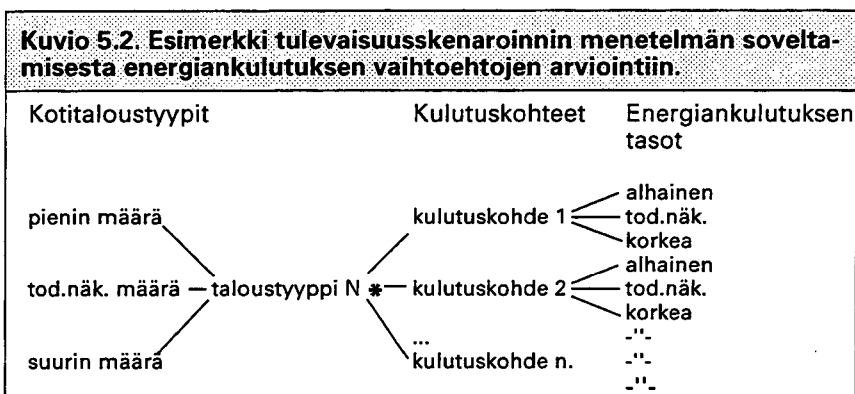 Kuvio 5.2. Esimerkki tulevaisuusskenaroinnin menetelmän sovelta-
misesta energiankulutuksen vaihtoehtojen arviointiin.
Kotitaloustyypit Kulutuskohteet Energiankulutuksen
tasot
alhainen
pienin määrä kulutuskohde 1 tod.näk.
korkea
alhainen
tod.näk. määrä taloustyyppi N * kulutuskohde 2 tod.näk.
korkea
... -"-
suurin määrä kulutuskohde n. -"-
-"-